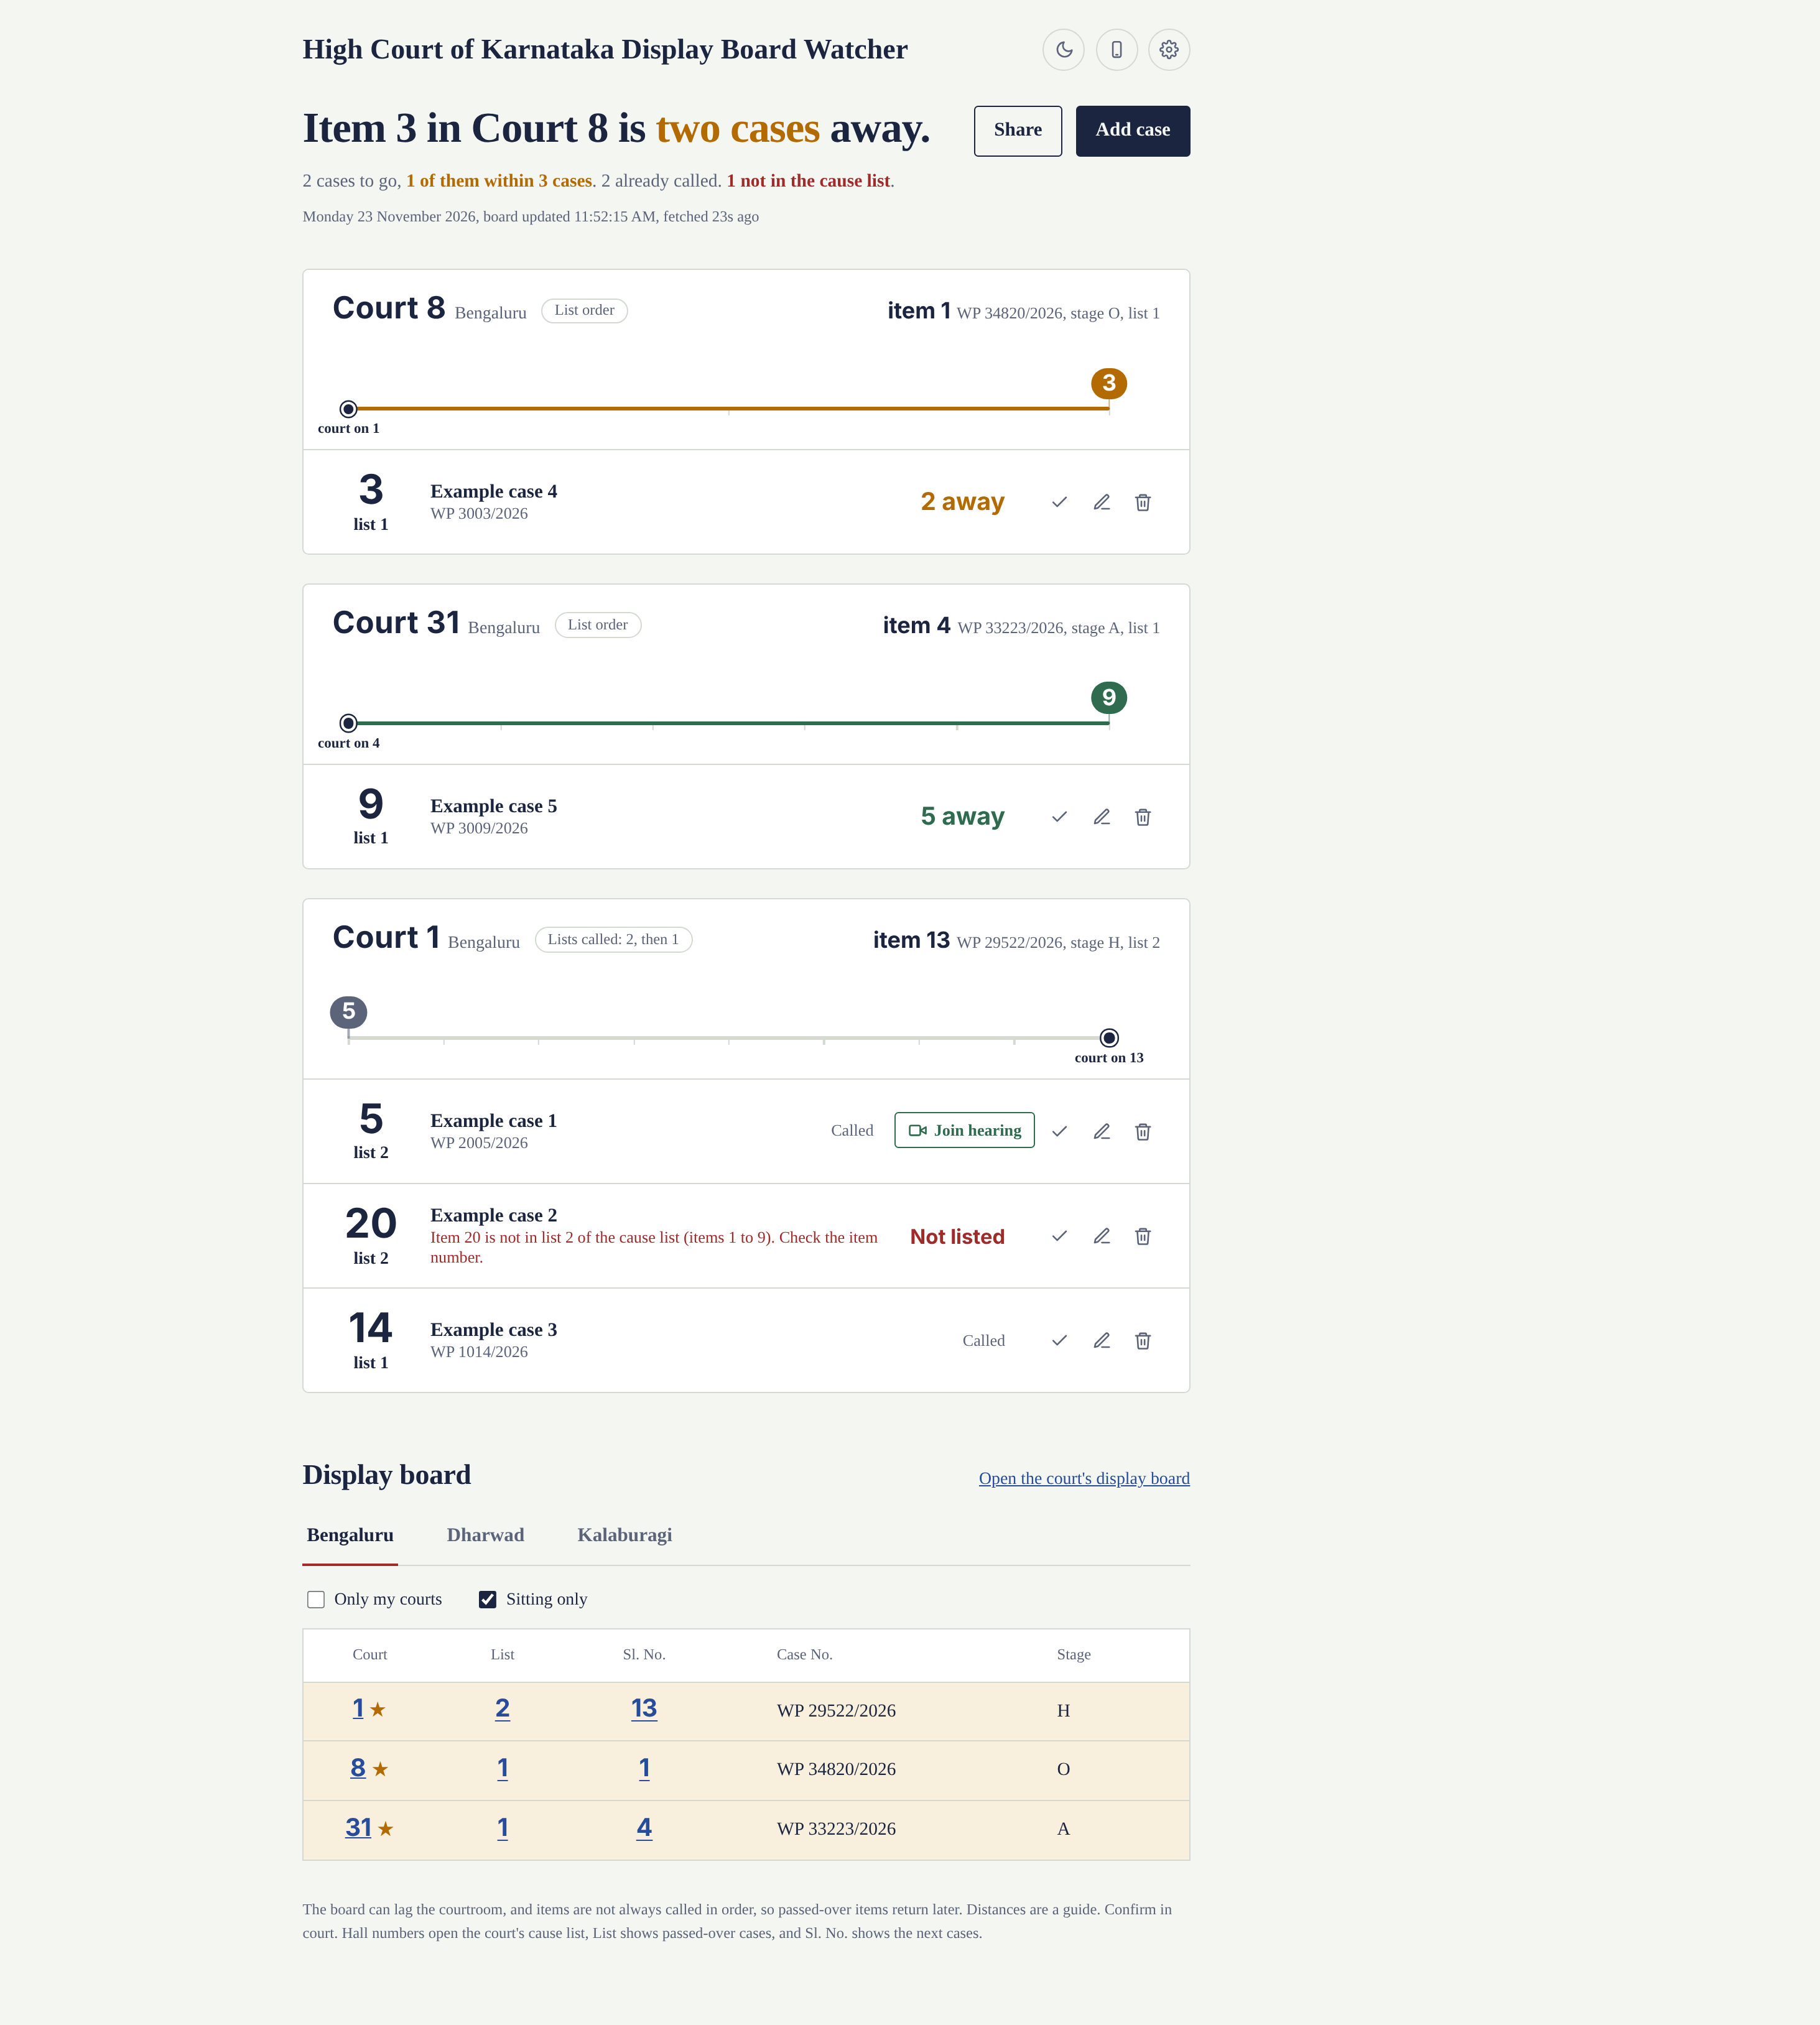 High Court of Karnataka Display Board Watcher
Item 3 in Court 8 is two cases away.
Share
Add case
2 cases to go, 1 of them within 3 cases. 2 already called. 1 not in the cause list.
Monday 23 November 2026, board updated 11:52:15 AM, fetched 23s ago
Court 8 Bengaluru List order item 1 WP 34820/2026, stage O, list 1
3
court on 1
3
list 1
Example case 4
WP 3003/2026
2 away
Court 31 Bengaluru List order item 4 WP 33223/2026, stage A, list 1
9
court on 4
9
list 1
Example case 5
WP 3009/2026
5 away
Court 1 Bengaluru Lists called: 2, then 1 item 13 WP 29522/2026, stage H, list 2
5
court on 13
5
list 2
Example case 1
WP 2005/2026
Called
Join hearing
20
list 2
Example case 2
Item 20 is not in list 2 of the cause list (items 1 to 9). Check the item
number.
Not listed
14
list 1
Example case 3
WP 1014/2026
Called
Display board
Open the court's display board
Bengaluru Dharwad Kalaburagi
Only my courts Sitting only
Court List Sl. No. Case No. Stage
1 ★ 2 13 WP 29522/2026 H
8 ★ 1 1 WP 34820/2026 O
31 ★ 1 4 WP 33223/2026 A
The board can lag the courtroom, and items are not always called in order, so passed-over items return later. Distances are a guide. Confirm in
court. Hall numbers open the court's cause list, List shows passed-over cases, and Sl. No. shows the next cases.